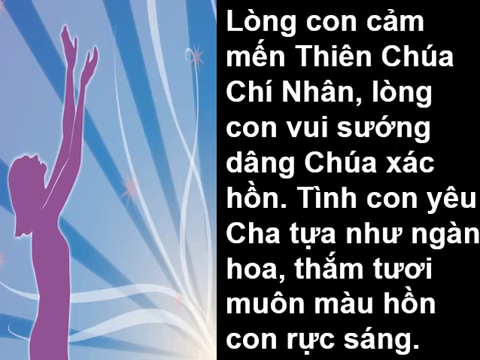 Lòng con cảm
mến Thiên Chúa
Chí Nhân, lòng
con vui sướng
dâng Chúa xác
hồn. Tình con yêu
Cha tựa như ngàn
hoa, thắm tươi
muôn màu hồn
con rực sáng.